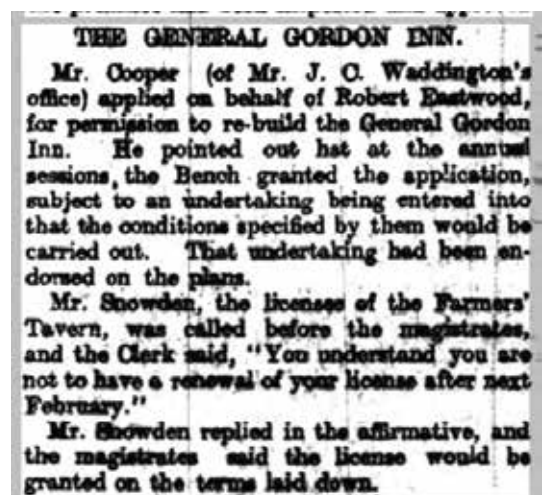 THE GENERAL GORDON INN.
Mr. Cooper (of Mr. J. C. Waddington's
office) applied on behalf of Robert Eastwood,
for permission to re-build the General Gordon
Inn. He pointed out hat at the annual
sessions, the Bench granted the application,
subject to an undertaking being entered into
that the conditions specified by them would be
carried out. That undertaking had been en-
dorsed on the plans.
Mr. Snowden, the licensee of the Farmers'
Tavern, was called before the magistrates,
and the Clerk said, "You understand you are
not to have a renewal of your license after next
February."
Mr. Snowden replied in the affirmative, and
the magistrates said the license would be
granted on the terms laid down.